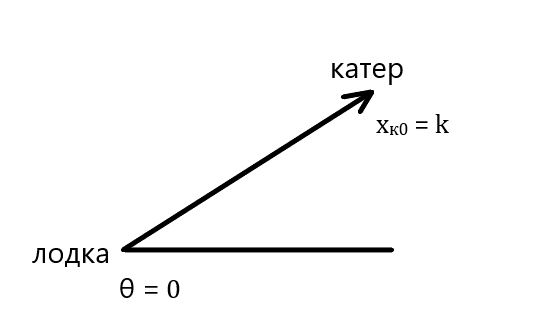 катер
xк0 = k
лодка
θ = 0